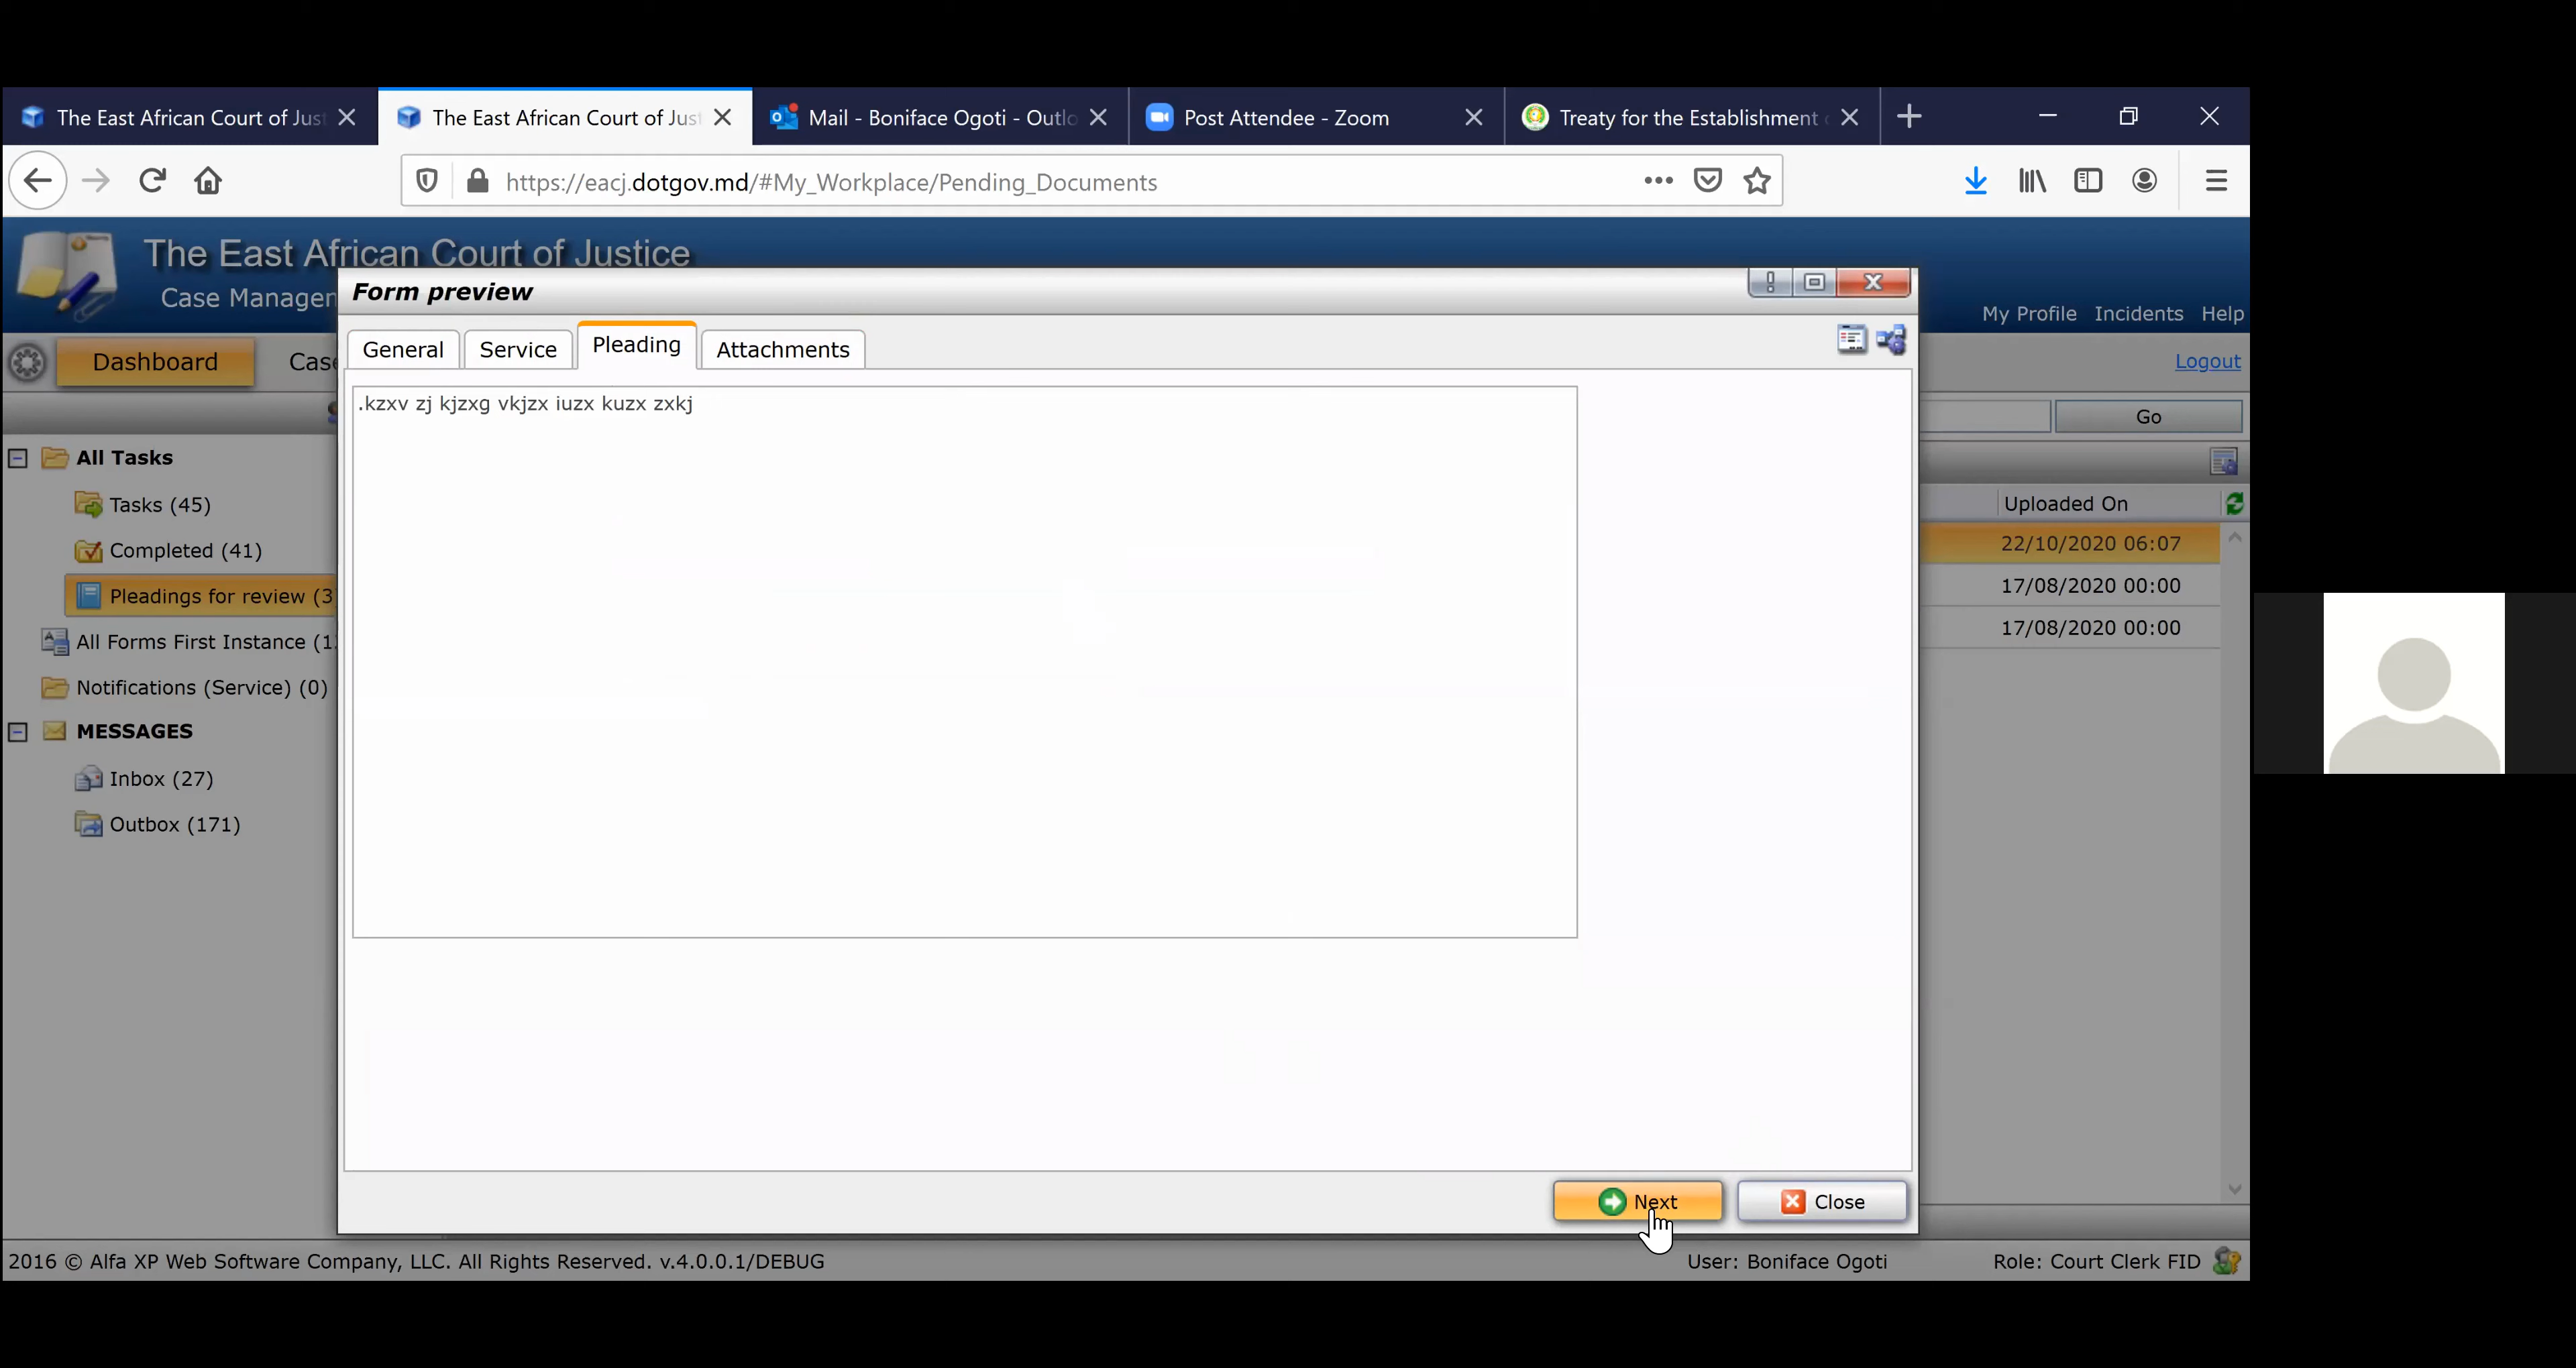 The East African Court of Jus
The East African Court of Jus
Mail - Boniface Ogoti - Outlo
Post Attendee - Zoom
Treaty for the Establishment
https://eacj.dotgov.md/#My_Workplace/Pending_Documents
The East African Court of Justice
Case Manager
My Profile Incidents Help
Form preview
General Service Pleading Attachments
Dashboard
Case
Logout
.kzxv zj kjzxg vkjzx iuzx kuzx zxkj
Go
All Tasks
Tasks (45)
Uploaded On
Completed (41)
22/10/2020 06:07
Pleadings for review (3
17/08/2020 00:00
All Forms First Instance (1
17/08/2020 00:00
Notifications (Service) (0)
MESSAGES
Inbox (27)
Outbox (171)
Next
Close
2016 © Alfa XP Web Software Company, LLC. All Rights Reserved. v.4.0.0.1/DEBUG
User: Boniface Ogoti
Role: Court Clerk FID